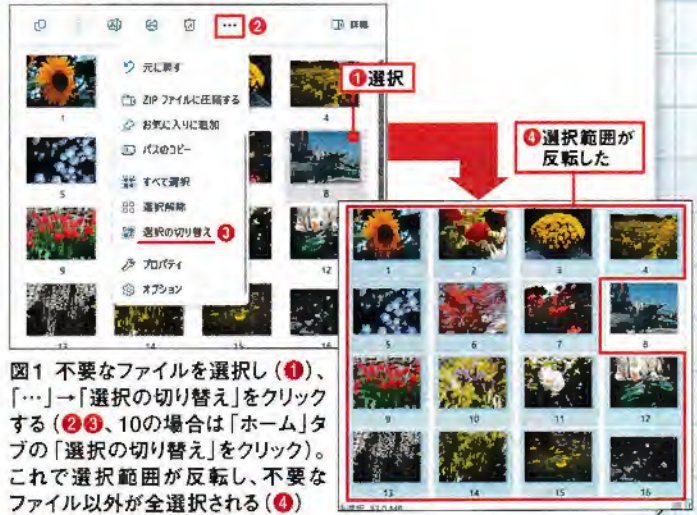 ❷
詳細
元に戻す
ZIP ファイルに圧縮する
お気に入りに追加
パスのコピー
すべて選択
選択解除
選択の切り替え ❸
プロパティ
オプション
❶選択
1
4
5
8
9
12
13
14
15
16
❹選択範囲が
反転した
1
2
3
4
5
6
7
8
9
10
11
12
13
14
15
16
図1 不要なファイルを選択し(❶)、
「…」→「選択の切り替え」をクリック
する(❷❸、10の場合は「ホーム」タ
ブの「選択の切り替え」をクリック)。
これで選択範囲が反転し、不要な
ファイル以外が全選択される(❹)